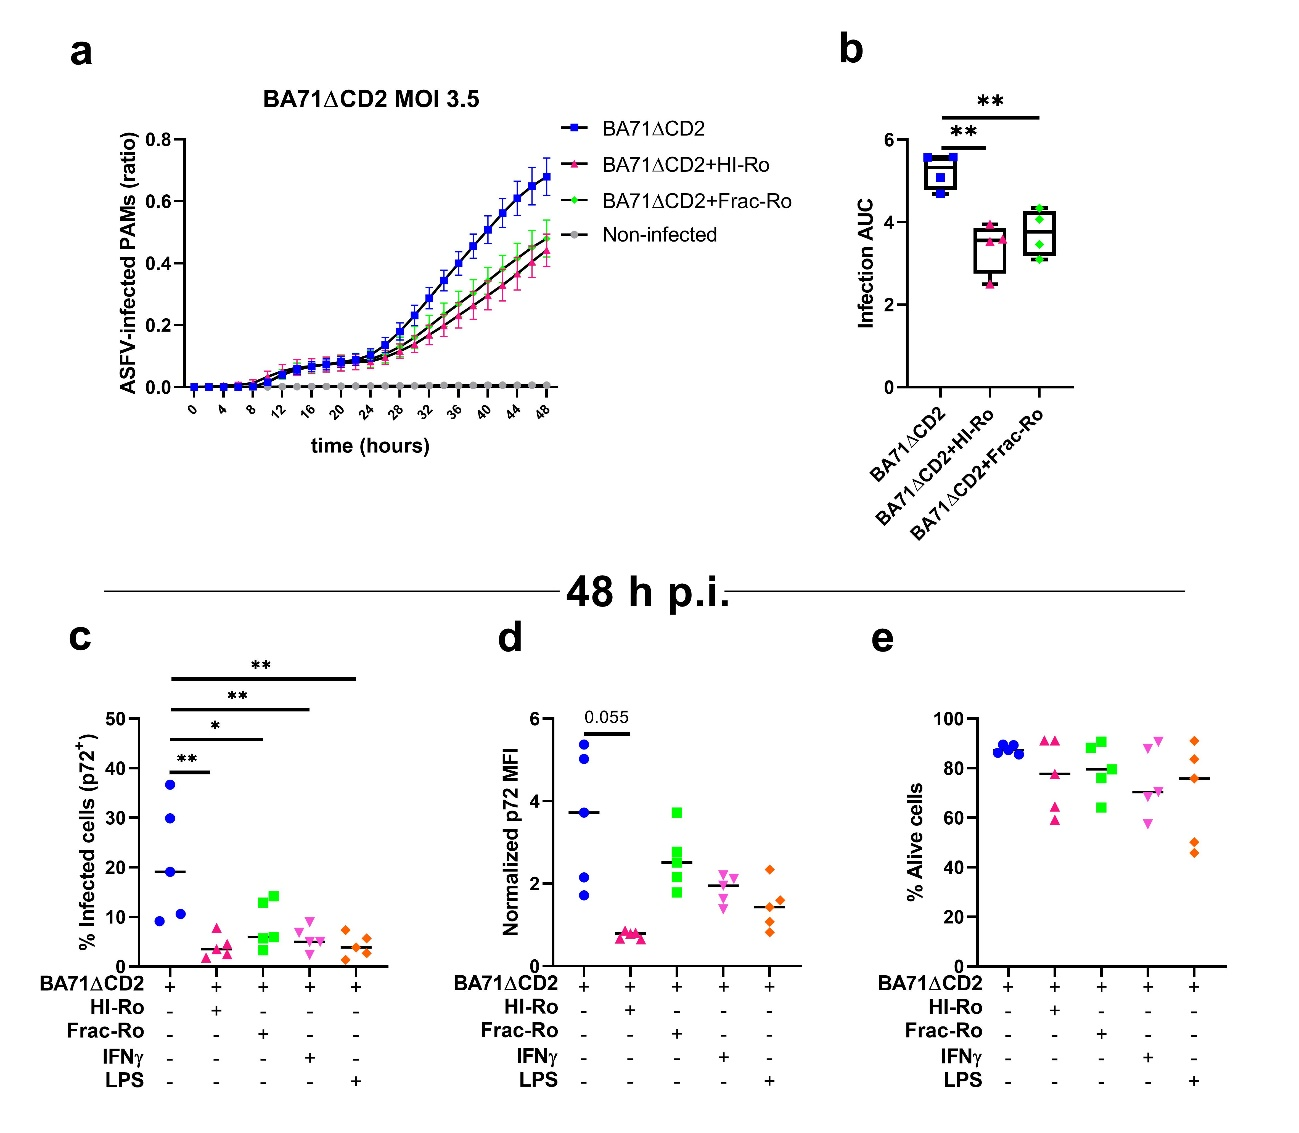 a
BA71ΔCD2 MOI 3.5
ASFV-infected PAMs (ratio)
0.8
0.6
0.4
0.2
0.0
0 4 8 12 16 20 24 28 32 36 40 44 48
time (hours)
BA71ΔCD2
BA71ΔCD2+HI-Ro
BA71ΔCD2+Frac-Ro
Non-infected
b
**
**
Infection AUC
6
4
2
0
BA71ΔCD2
BA71ΔCD2+HI-Ro
BA71ΔCD2+Frac-Ro
48 h p.i.
c
**
**
*
**
% Infected cells (p72+)
50
40
30
20
10
0
BA71ΔCD2 + + + + +
HI-Ro - + - - -
Frac-Ro - - + - -
IFNγ - - - + -
LPS - - - - +
d
0.055
Normalized p72 MFI
6
4
2
0
BA71ΔCD2 + + + + +
HI-Ro - + - - -
Frac-Ro - - + - -
IFNγ - - - + -
LPS - - - - +
e
% Alive cells
100
80
60
40
20
0
BA71ΔCD2 + + + + +
HI-Ro - + - - -
Frac-Ro - - + - -
IFNγ - - - + -
LPS - - - - +